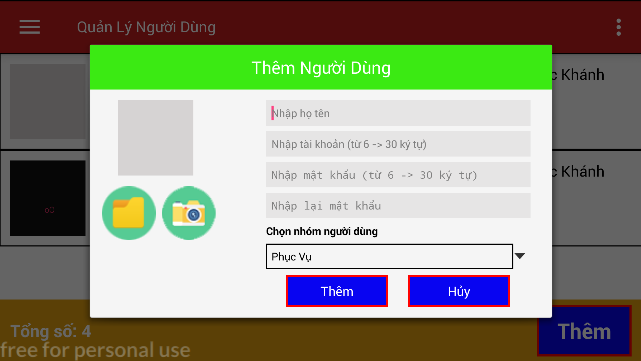 Quản Lý Người Dùng
Thêm Người Dùng
c Khánh
Nhập họ tên
Nhập tài khoản (từ 6 -> 30 ký tự)
Nhập mật khẩu (từ 6 -> 30 ký tự)
c Khánh
Nhập lại mật khẩu
Chọn nhóm người dùng
Phục Vụ
Thêm
Hủy
Tổng số: 4
Thêm
free for personal use